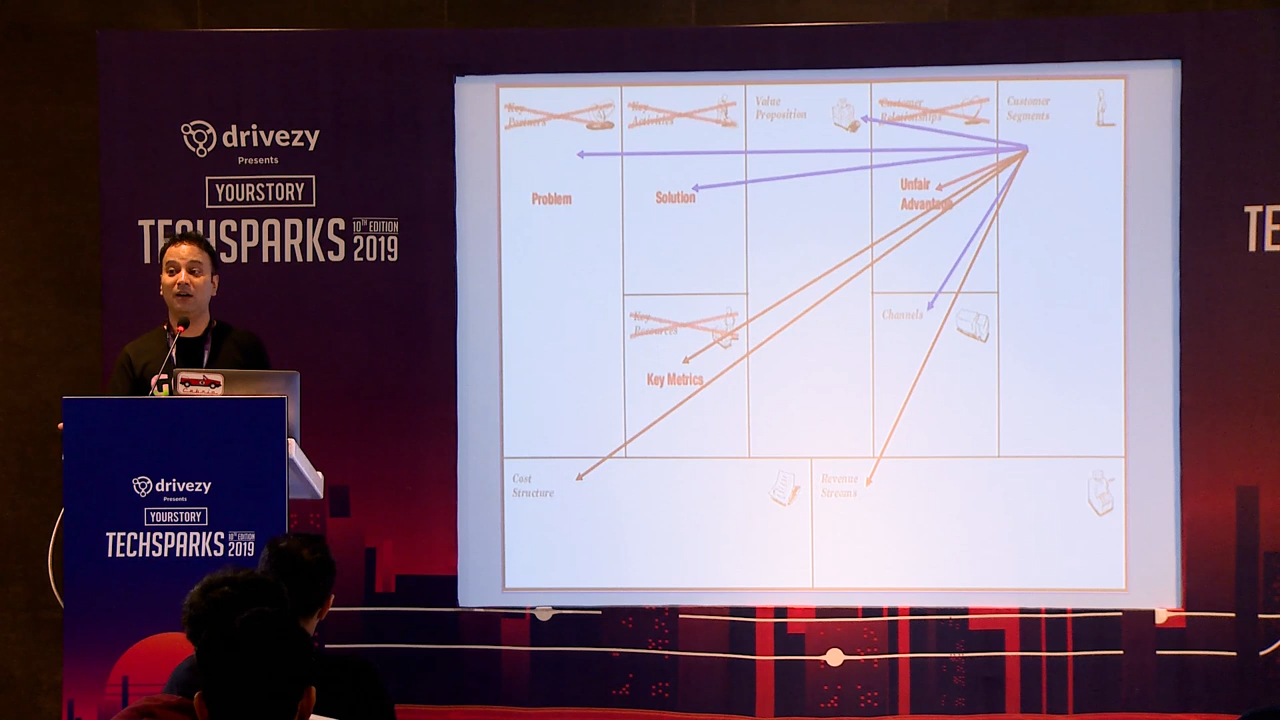 drivezy
Presents
YOURSTORY
TECHSPARKS
10TH EDITION
2019
Key
Partners
Key
Activities
Value
Proposition
Customer
Relationships
Customer
Segments
Problem
Solution
Unfair
Advantage
Key
Resources
Channels
Key Metrics
Cost
Structure
Revenue
Streams
TE
drivezy
Presents
YOURSTORY
TECHSPARKS
10TH EDITION
2019